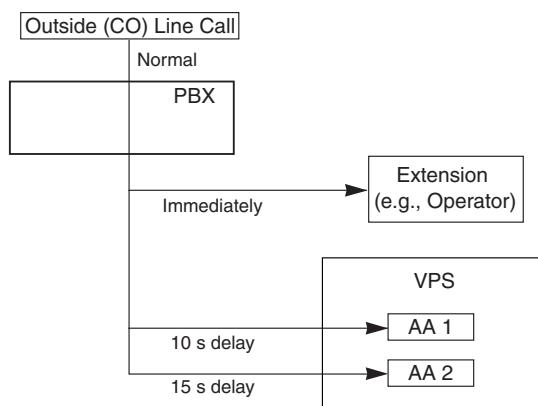 Outside (CO) Line Call
Normal
PBX
Immediately
Extension
(e.g., Operator)
VPS
AA 1
10 s delay
AA 2
15 s delay